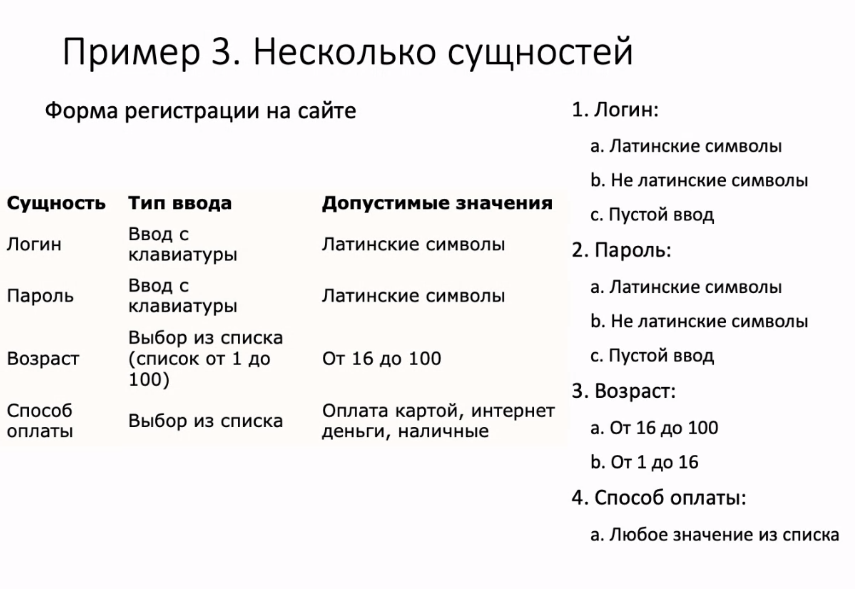 Пример 3. Несколько сущностей
Форма регистрации на сайте
Сущность Тип ввода Допустимые значения
Логин Ввод с клавиатуры Латинские символы
Пароль Ввод с клавиатуры Латинские символы
Возраст Выбор из списка (список от 1 до 100) От 16 до 100
Способ оплаты Выбор из списка Оплата картой, интернет деньги, наличные
1. Логин:
a. Латинские символы
b. Не латинские символы
c. Пустой ввод
2. Пароль:
a. Латинские символы
b. Не латинские символы
c. Пустой ввод
3. Возраст:
a. От 16 до 100
b. От 1 до 16
4. Способ оплаты:
a. Любое значение из списка